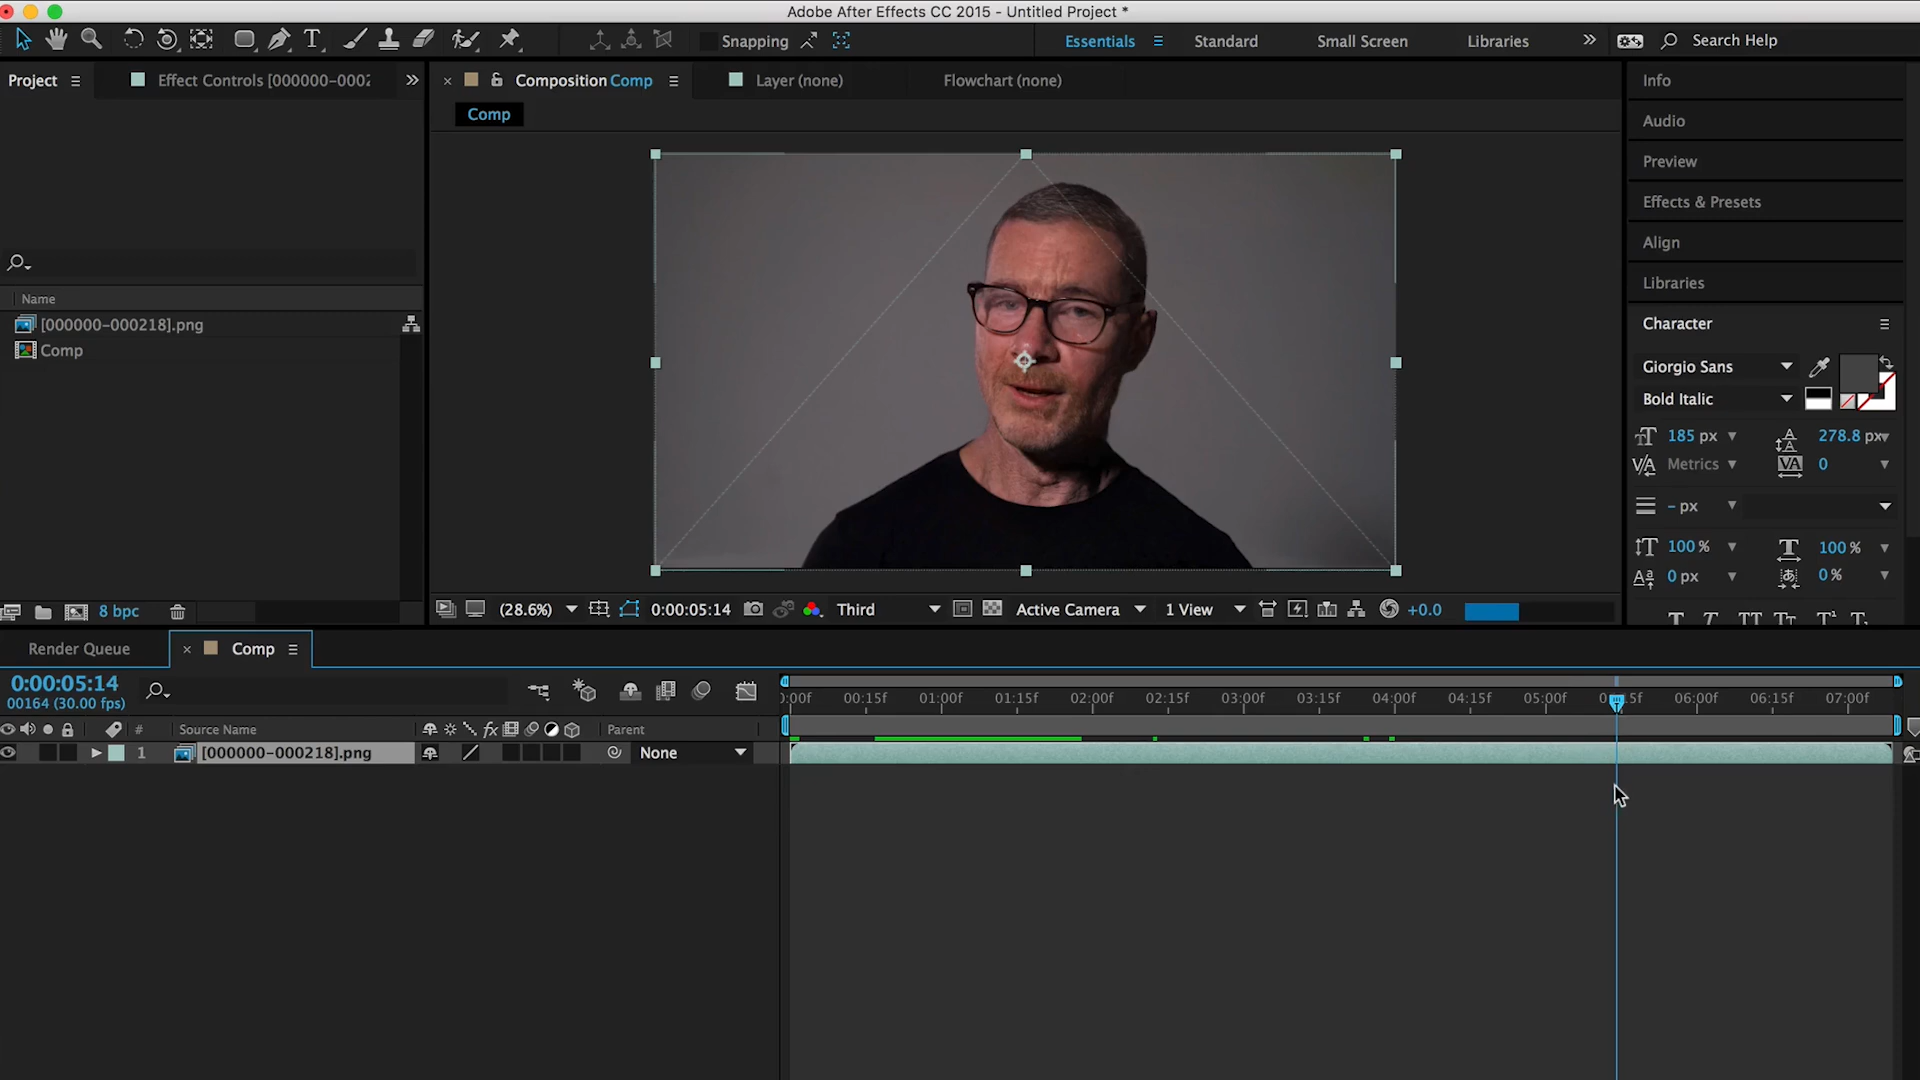 Adobe After Effects CC 2015 - Untitled Project *
Snapping
Essentials
Standard
Small Screen
Libraries
Search Help
Project
Effect Controls [000000-0002
Composition Comp
Layer (none)
Flowchart (none)
Comp
Name
[000000-000218].png
Comp
8 bpc
(28.6%)
0:00:05:14
Third
Active Camera
1 View
+0.0
Info
Audio
Preview
Effects & Presets
Align
Libraries
Character
Giorgio Sans
Bold Italic
185 px
278.8 px
Metrics
0
- px
100 %
100 %
0 px
0 %
Render Queue
Comp
0:00:05:14
00164 (30.00 fps)
:00f 00:15f 01:00f 01:15f 02:00f 02:15f 03:00f 03:15f 04:00f 04:15f 05:00f 05:15f 06:00f 06:15f 07:00f
# Source Name
Parent
1 [000000-000218].png
None